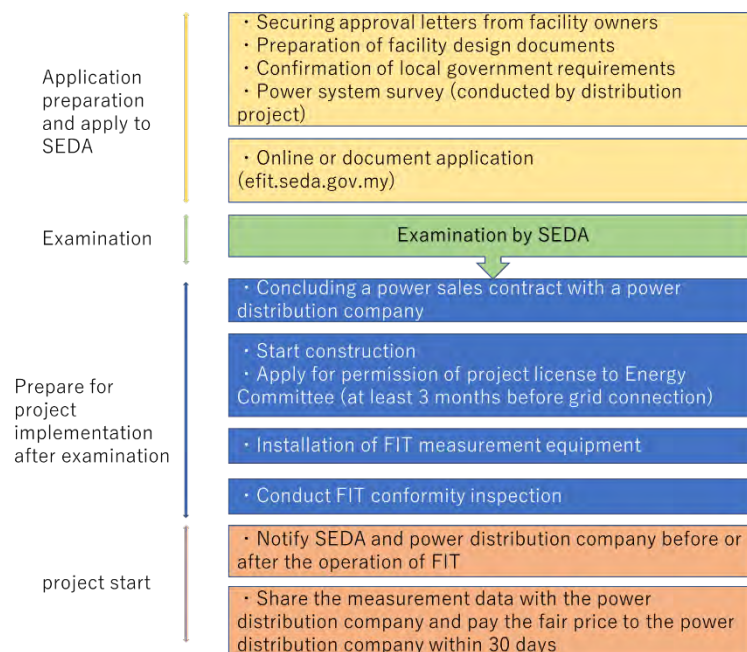 Application
preparation
and apply to
SEDA
・Securing approval letters from facility owners
・Preparation of facility design documents
・Confirmation of local government requirements
・Power system survey (conducted by distribution
project)
・Online or document application
(efit.seda.gov.my)
Examination
Examination by SEDA
Prepare for
project
implementation
after examination
・Concluding a power sales contract with a power
distribution company
・Start construction
・Apply for permission of project license to Energy
Committee (at least 3 months before grid connection)
・Installation of FIT measurement equipment
・Conduct FIT conformity inspection
project start
・Notify SEDA and power distribution company before or
after the operation of FIT
・Share the measurement data with the power
distribution company and pay the fair price to the power
distribution company within 30 days